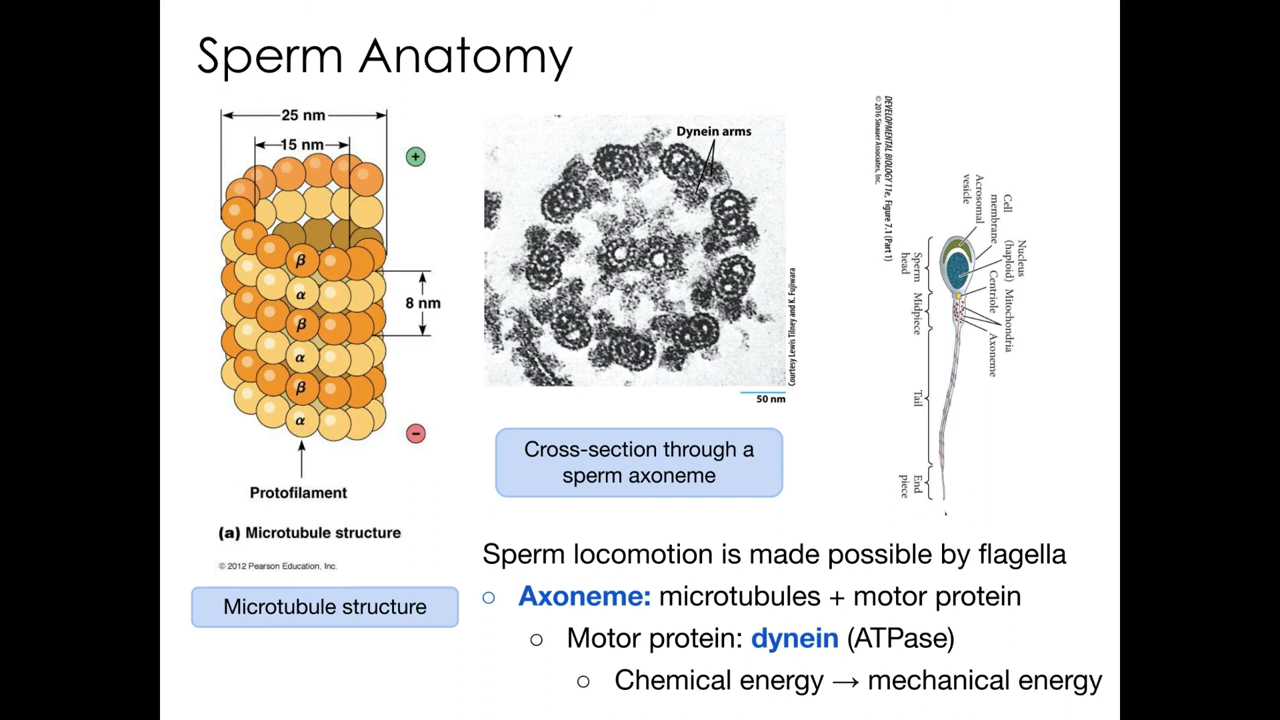 Sperm Anatomy
25 nm
15 nm
+
β
α
8 nm
β
α
β
α
−
Protofilament
(a) Microtubule structure
© 2012 Pearson Education, Inc.
Microtubule structure
Dynein arms
Courtesy Lewis Tilney and K. Fujiwara
50 nm
Cross-section through a
sperm axoneme
DEVELOPMENTAL BIOLOGY 11e, Figure 7.1 (Part 1)
© 2016 Sinauer Associates, Inc.
Nucleus
(haploid)
Mitochondria
Cell
membrane
Centriole
Axoneme
Acrosomal
vesicle
Sperm
head
Midpiece
Tail
End
piece
Sperm locomotion is made possible by flagella
○ Axoneme: microtubules + motor protein
○ Motor protein: dynein (ATPase)
○ Chemical energy → mechanical energy